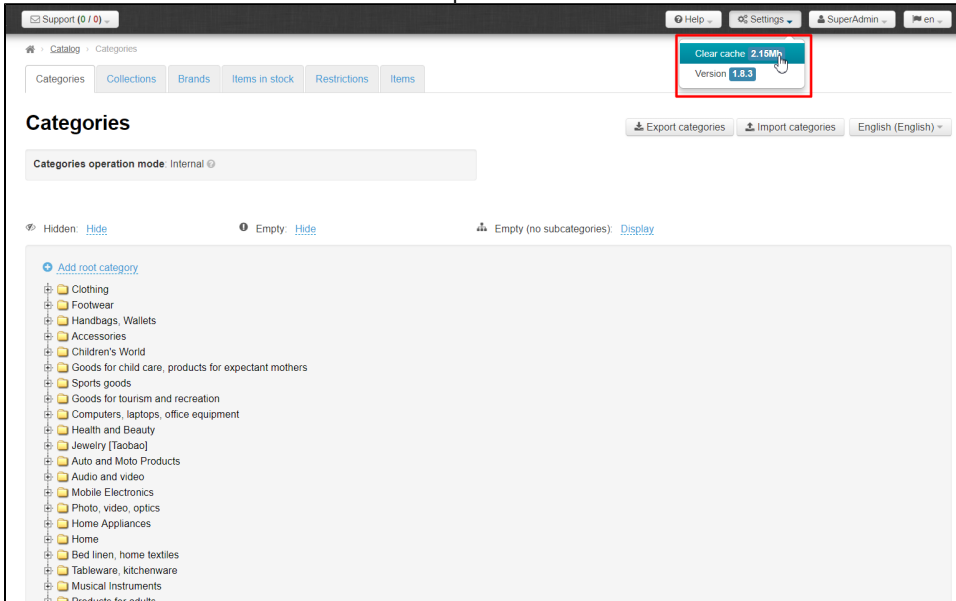 Support (0 / 0)
Help
Settings
SuperAdmin
en
Catalog
Categories
Clear cache 2.15Mb
Version 1.8.3
Categories
Collections
Brands
Items in stock
Restrictions
Items
Categories
Export categories
Import categories
English (English)
Categories operation mode: Internal
Hidden: Hide
Empty: Hide
Empty (no subcategories): Display
Add root category
Clothing
Footwear
Handbags, Wallets
Accessories
Children's World
Goods for child care, products for expectant mothers
Sports goods
Goods for tourism and recreation
Computers, laptops, office equipment
Health and Beauty
Jewelry [Taobao]
Auto and Moto Products
Audio and video
Mobile Electronics
Photo, video, optics
Home Appliances
Home
Bed linen, home textiles
Tableware, kitchenware
Musical Instruments
Products for adults